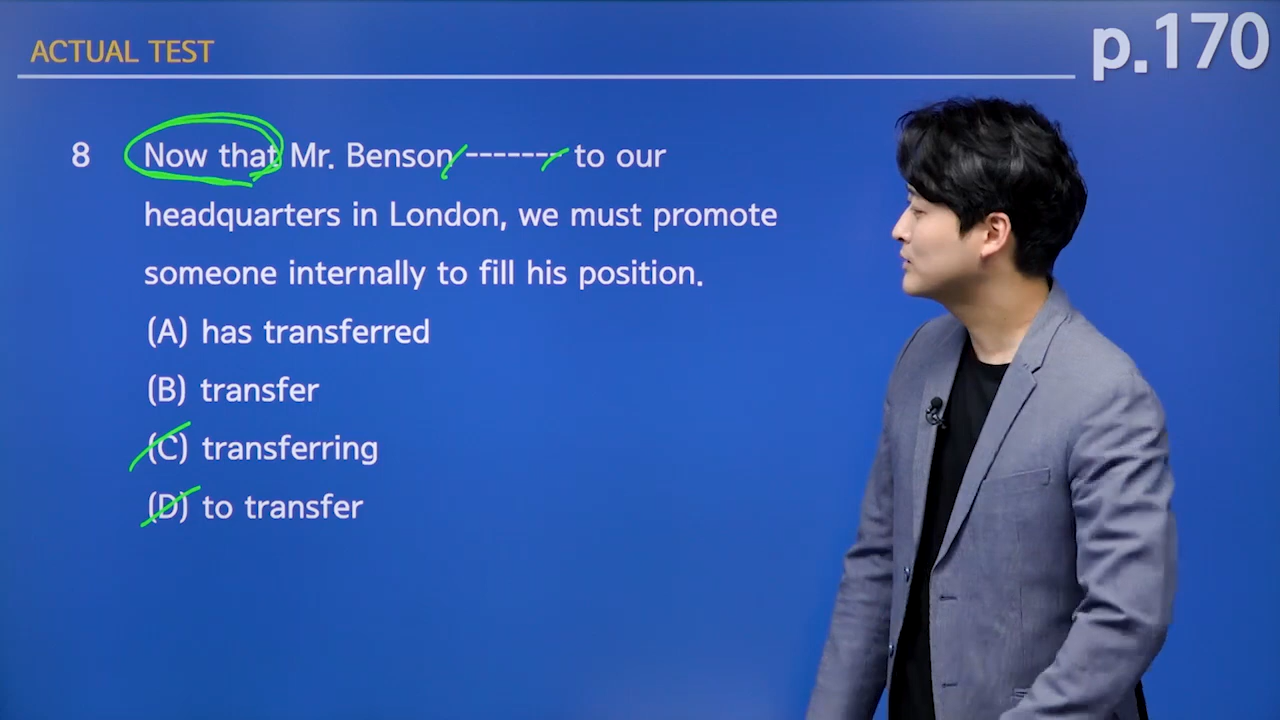 ACTUAL TEST
p.170
8 Now that Mr. Benson ------- to our
headquarters in London, we must promote
someone internally to fill his position.
(A) has transferred
(B) transfer
(C) transferring
(D) to transfer